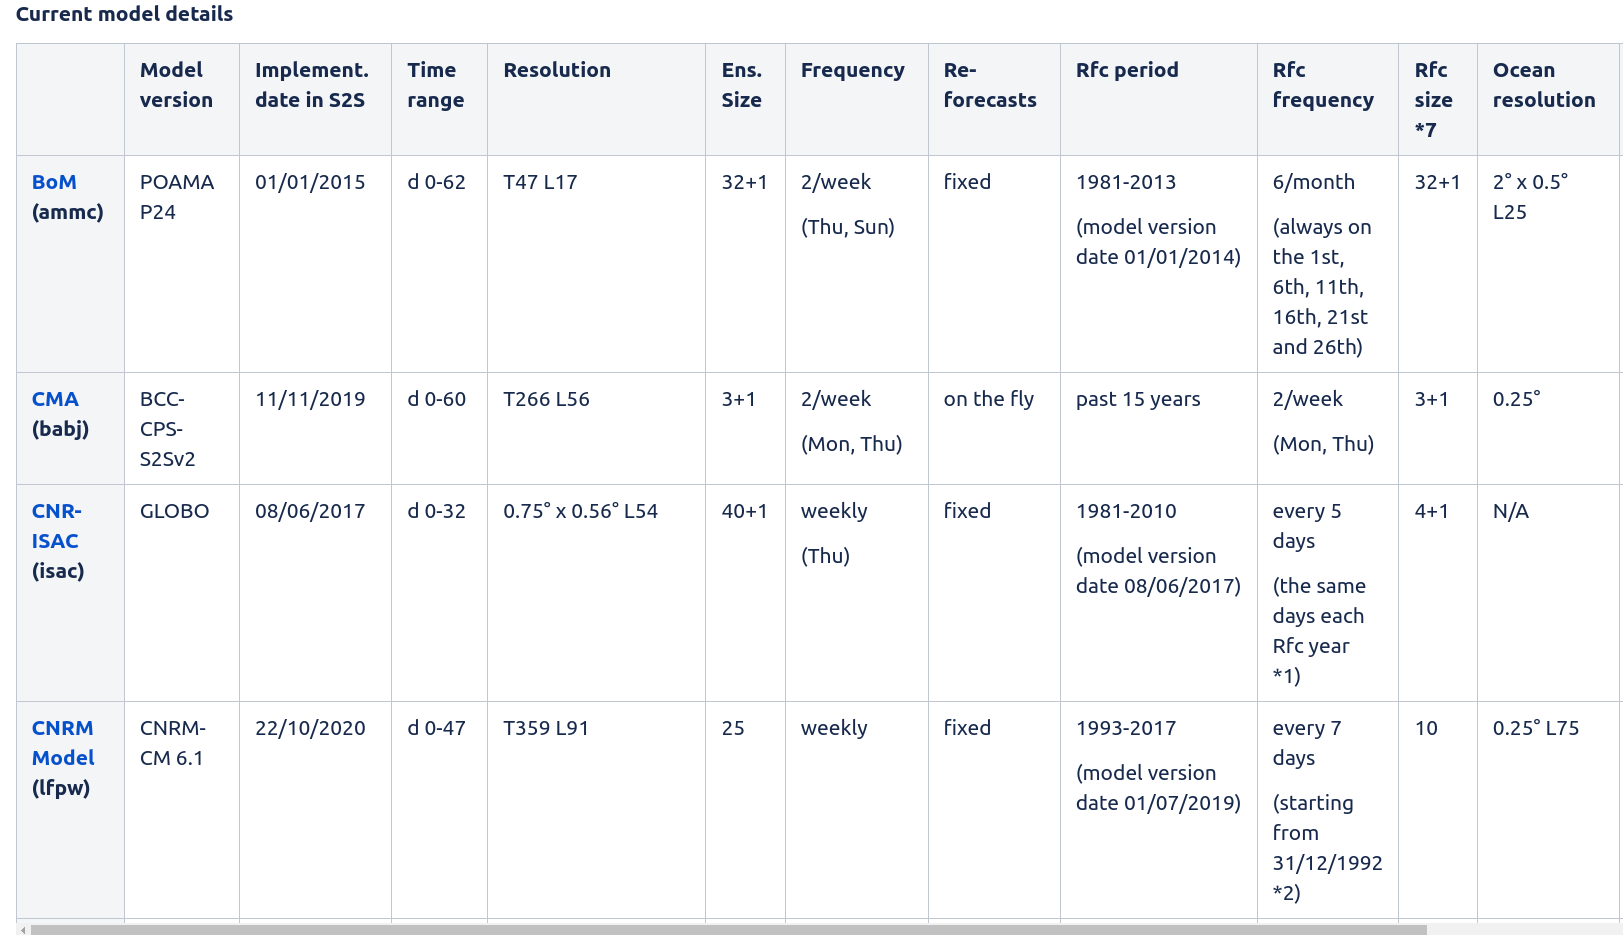 Current model details
Model version | Implement. date in S2S | Time range | Resolution | Ens. Size | Frequency | Re-forecasts | Rfc period | Rfc frequency | Rfc size *7 | Ocean resolution
BoM (ammc) | POAMA P24 | 01/01/2015 | d 0-62 | T47 L17 | 32+1 | 2/week (Thu, Sun) | fixed | 1981-2013 (model version date 01/01/2014) | 6/month (always on the 1st, 6th, 11th, 16th, 21st and 26th) | 32+1 | 2° x 0.5° L25
CMA (babj) | BCC-CPS-S2Sv2 | 11/11/2019 | d 0-60 | T266 L56 | 3+1 | 2/week (Mon, Thu) | on the fly | past 15 years | 2/week (Mon, Thu) | 3+1 | 0.25°
CNR-ISAC (isac) | GLOBO | 08/06/2017 | d 0-32 | 0.75° x 0.56° L54 | 40+1 | weekly (Thu) | fixed | 1981-2010 (model version date 08/06/2017) | every 5 days (the same days each Rfc year *1) | 4+1 | N/A
CNRM Model (lfpw) | CNRM-CM 6.1 | 22/10/2020 | d 0-47 | T359 L91 | 25 | weekly | fixed | 1993-2017 (model version date 01/07/2019) | every 7 days (starting from 31/12/1992 *2) | 10 | 0.25° L75